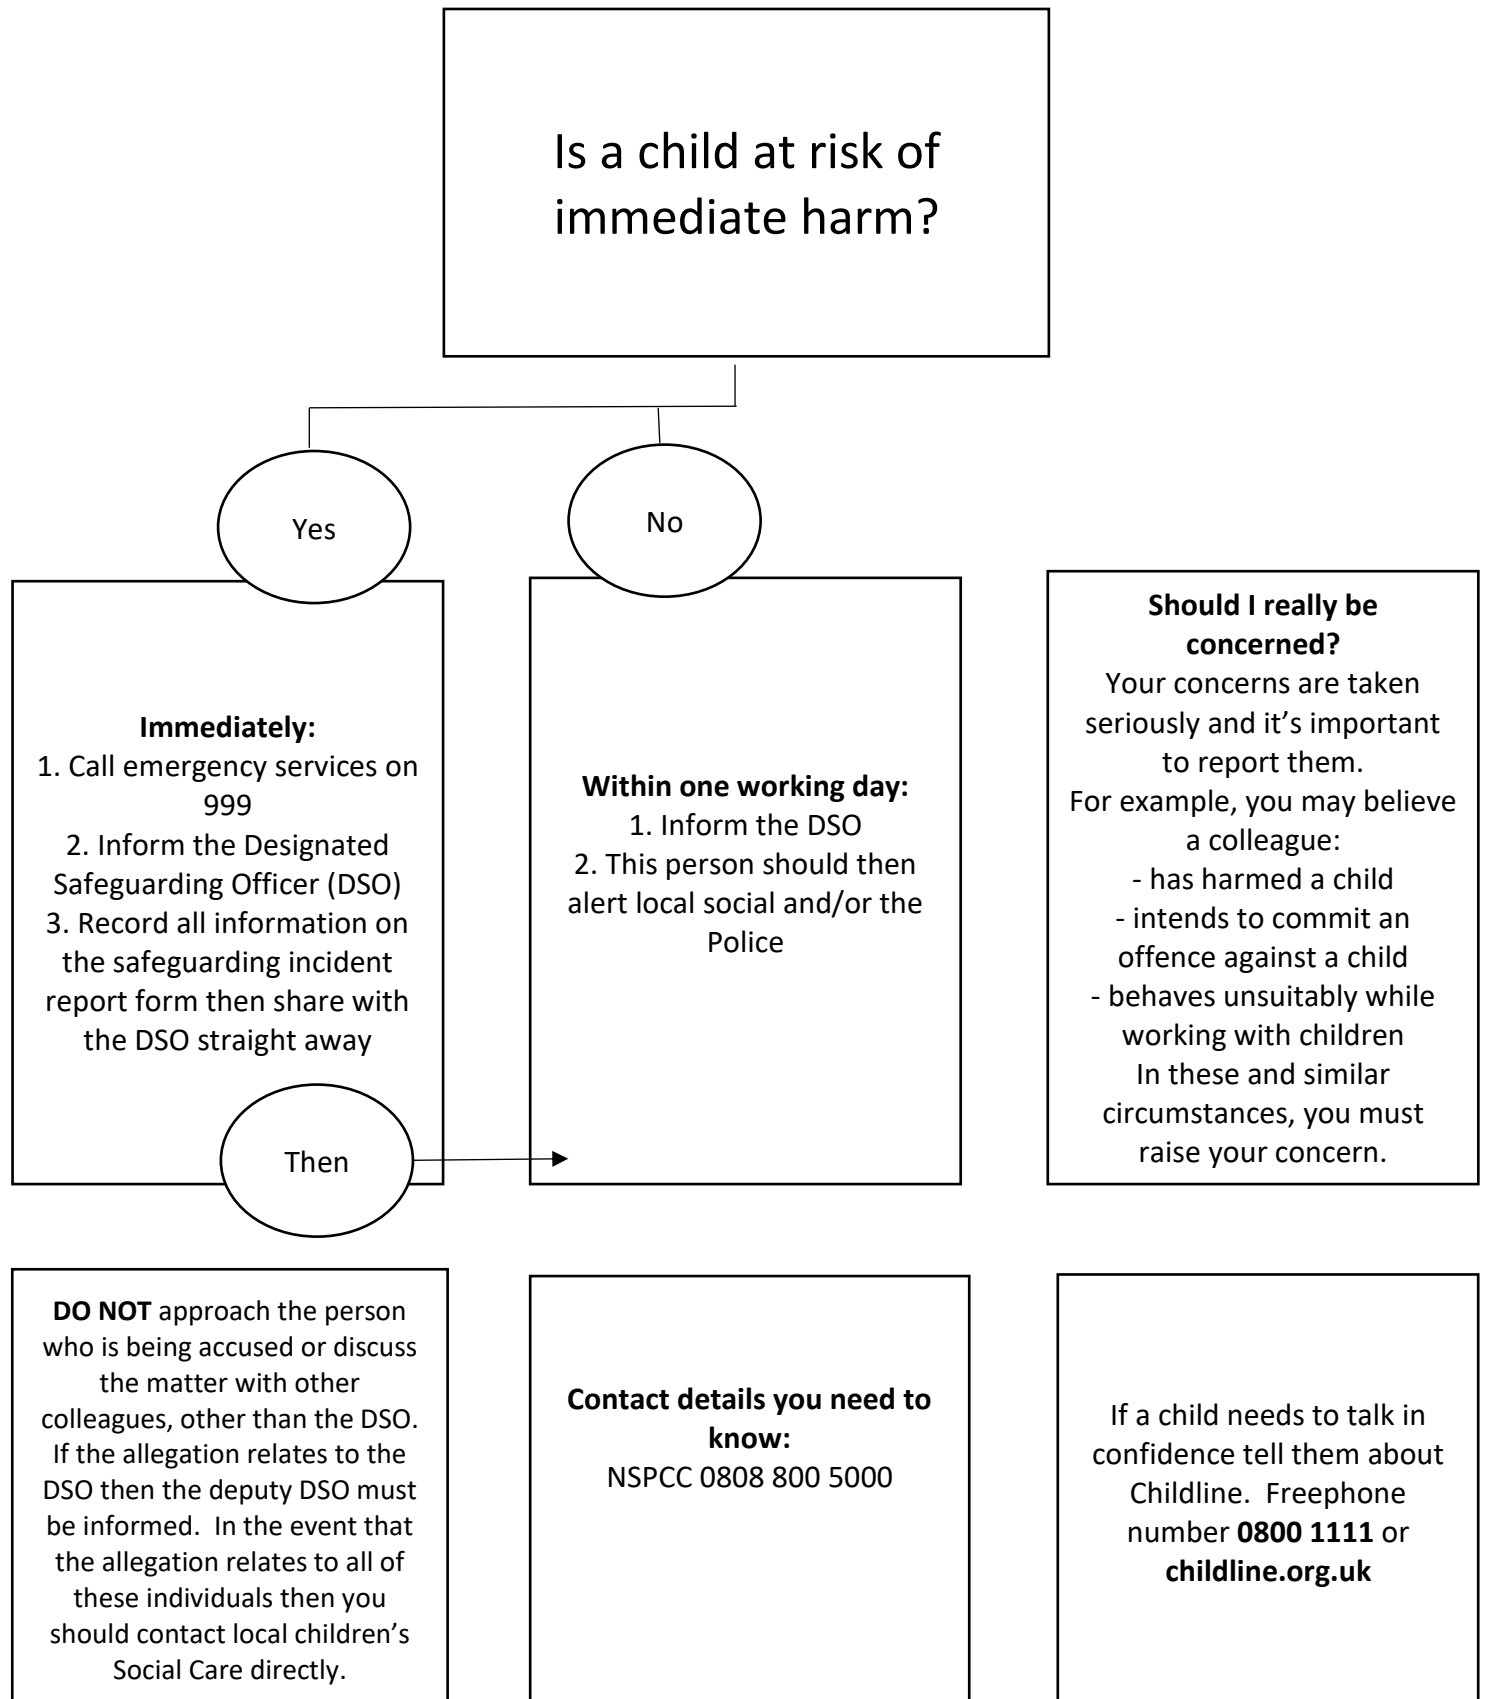 Is a child at risk of
immediate harm?
Yes
No
Immediately:
1. Call emergency services on
999
2. Inform the Designated
Safeguarding Officer (DSO)
3. Record all information on
the safeguarding incident
report form then share with
the DSO straight away
Then
Within one working day:
1. Inform the DSO
2. This person should then
alert local social and/or the
Police
Should I really be
concerned?
Your concerns are taken
seriously and it’s important
to report them.
For example, you may believe
a colleague:
- has harmed a child
- intends to commit an
offence against a child
- behaves unsuitably while
working with children
In these and similar
circumstances, you must
raise your concern.
DO NOT approach the person
who is being accused or discuss
the matter with other
colleagues, other than the DSO.
If the allegation relates to the
DSO then the deputy DSO must
be informed.  In the event that
the allegation relates to all of
these individuals then you
should contact local children’s
Social Care directly.
Contact details you need to
know:
NSPCC 0808 800 5000
If a child needs to talk in
confidence tell them about
Childline.  Freephone
number 0800 1111 or
childline.org.uk